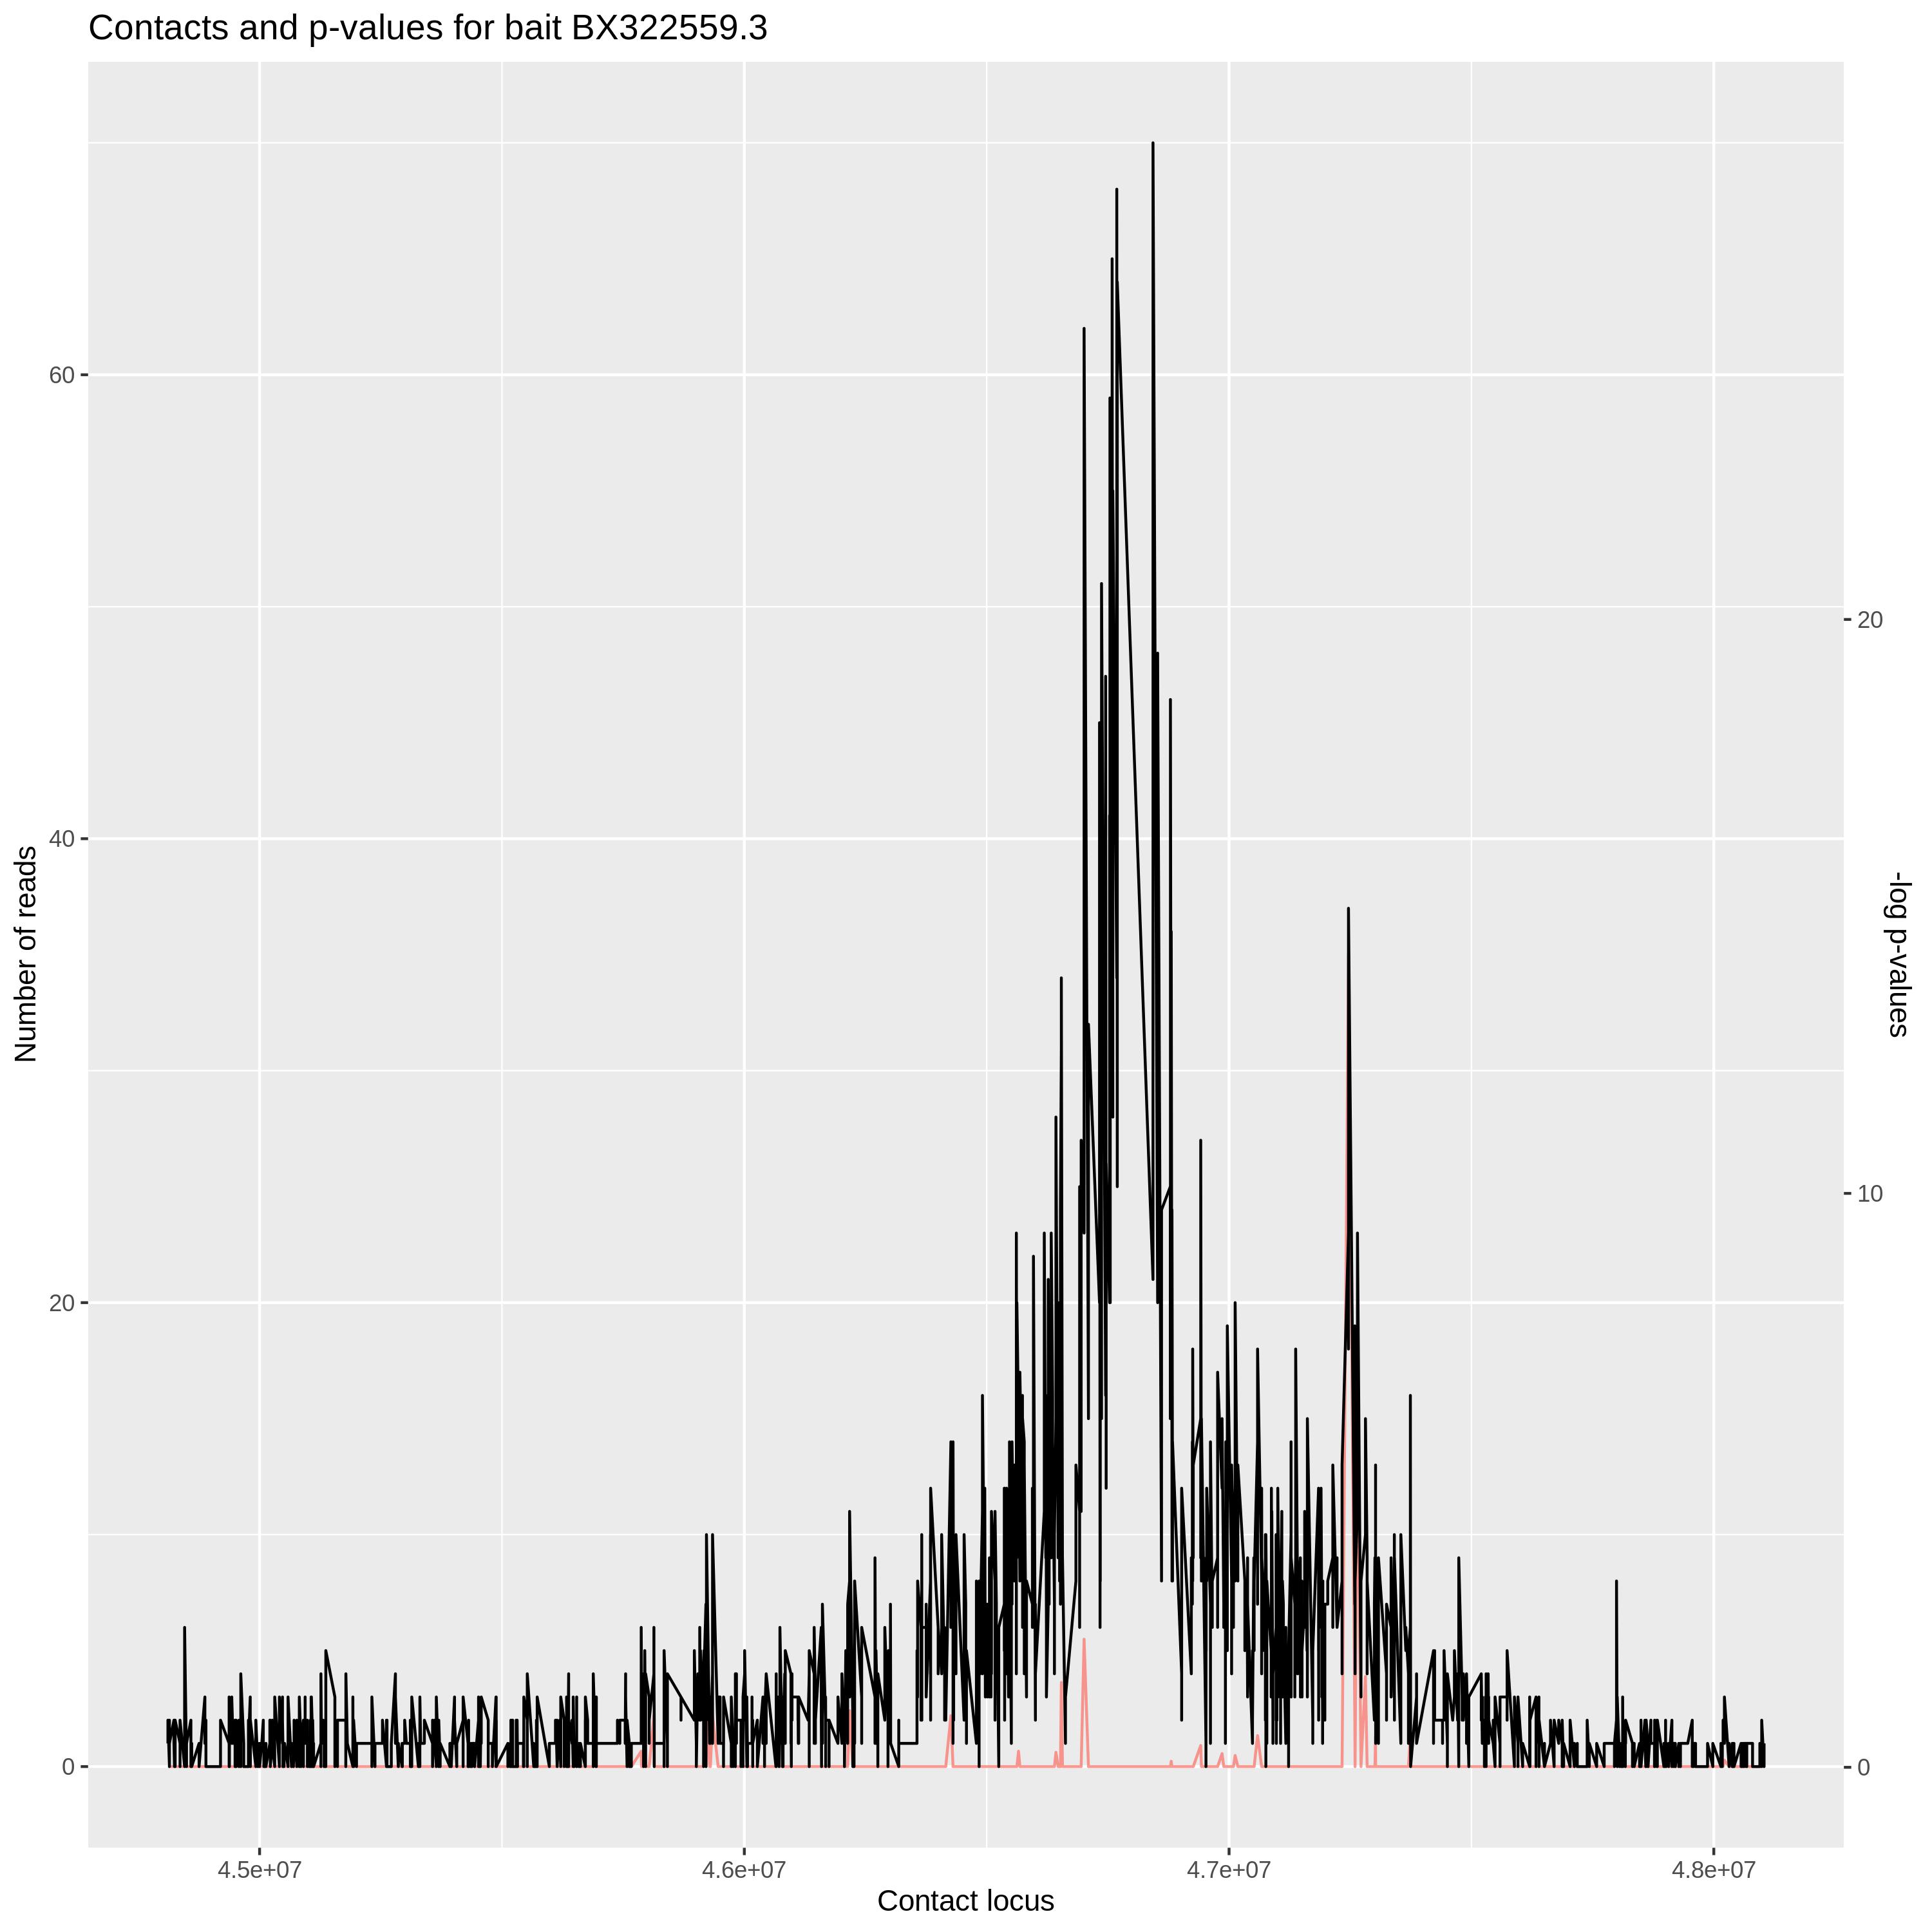 Contacts and p-values for bait BX322559.3
60
40
20
0
Number of reads
20
10
0
-log p-values
4.5e+07
4.6e+07
4.7e+07
4.8e+07
Contact locus